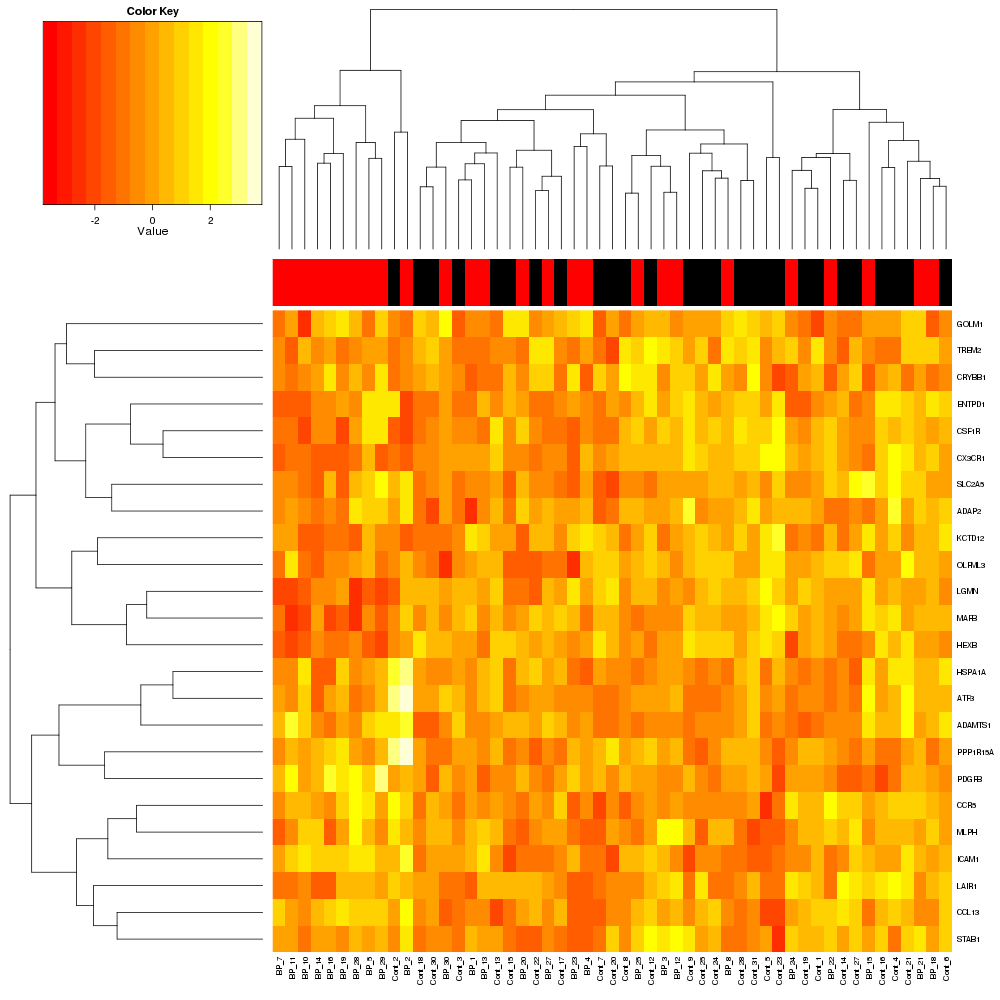 Color Key
-2 0 2
Value
GOLM1
TREM2
CRYBB1
ENTPD1
CSF1R
CX3CR1
SLC2A5
ADAP2
KCTD12
OLFML3
LGMN
MAFB
HEXB
HSPA1A
ATF3
ADAMTS1
PPP1R15A
PDGFB
CCR5
MLPH
ICAM1
LAIR1
CCL13
STAB1
BP_7
BP_11
BP_10
BP_14
BP_16
BP_19
BP_28
BP_5
BP_29
Cont_2
BP_2
Cont_18
Cont_30
BP_30
Cont_3
BP_1
BP_13
Cont_13
Cont_15
BP_20
Cont_22
BP_27
Cont_17
BP_23
BP_4
Cont_7
Cont_20
Cont_8
BP_25
Cont_12
BP_3
BP_12
Cont_9
Cont_25
Cont_24
BP_8
Cont_28
Cont_31
Cont_5
Cont_23
BP_24
Cont_19
Cont_1
BP_22
Cont_14
Cont_27
BP_15
Cont_16
Cont_4
Cont_21
BP_21
BP_18
Cont_6